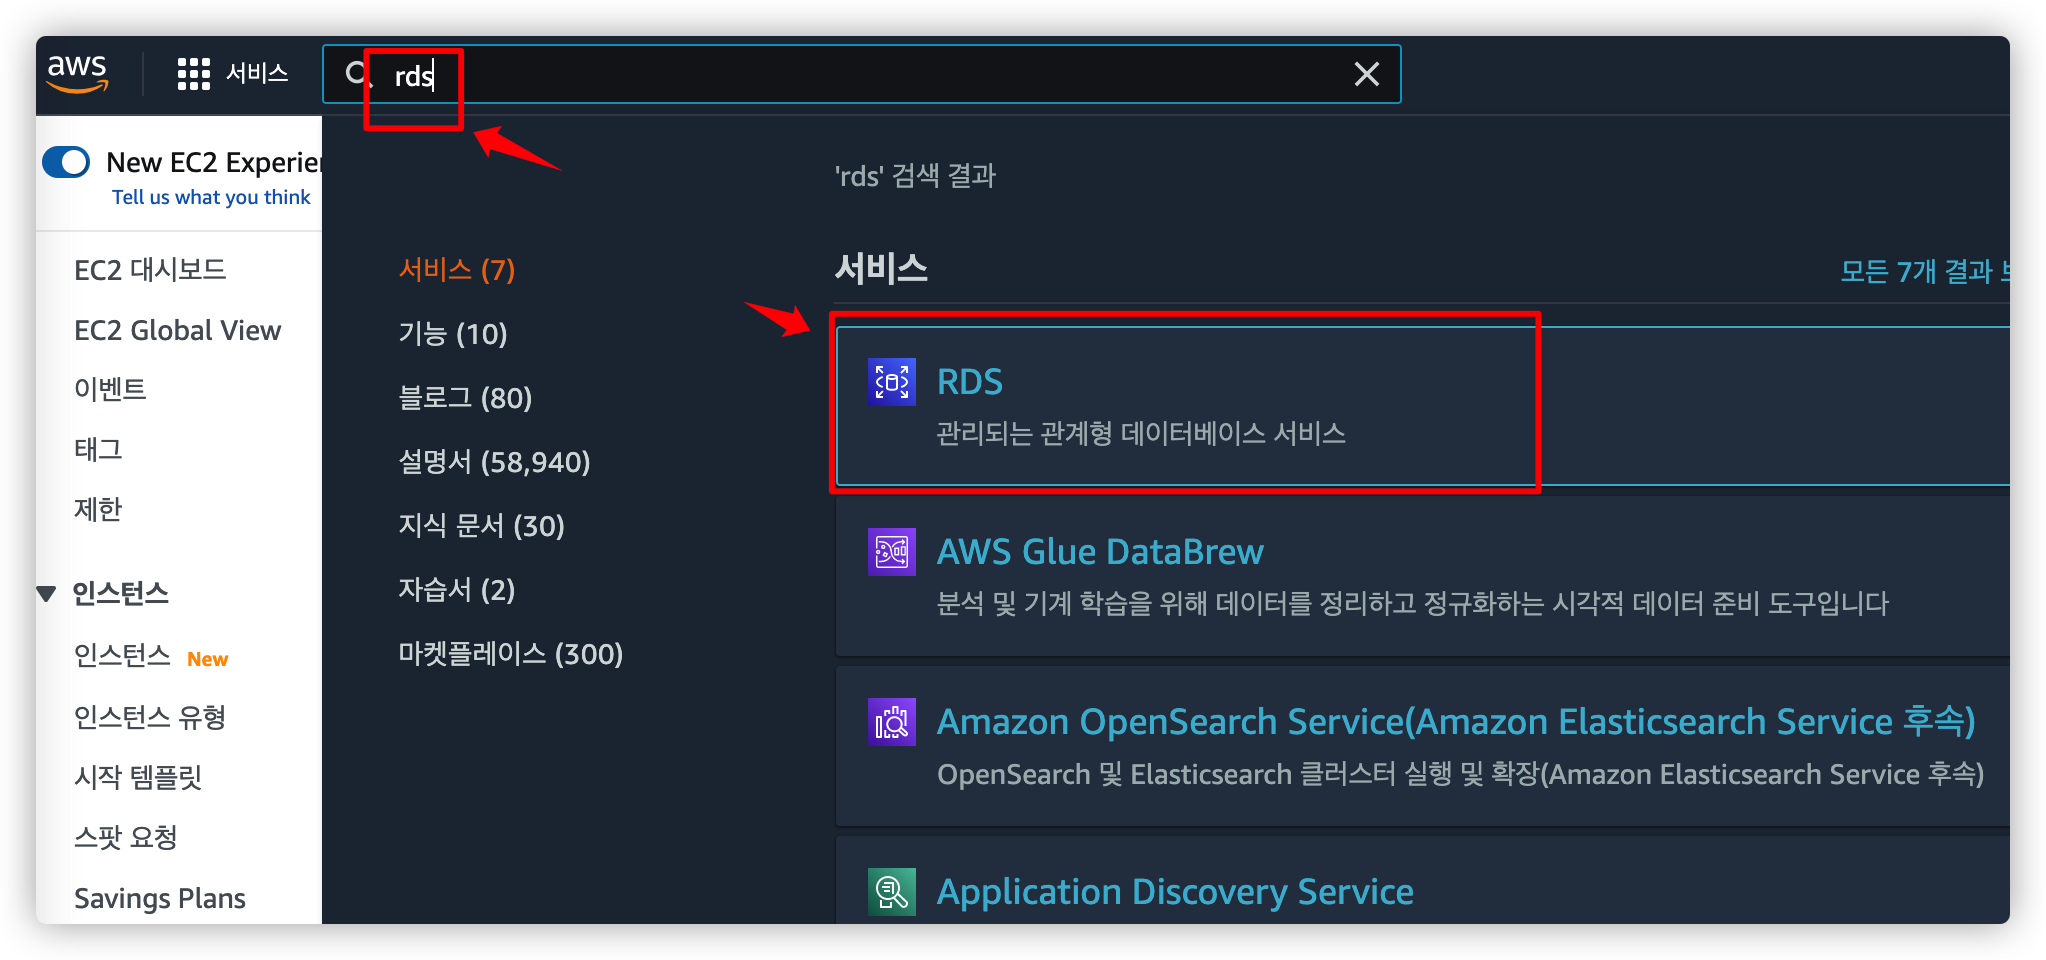 aws
서비스
rds
New EC2 Experien
Tell us what you think
EC2 대시보드
EC2 Global View
이벤트
태그
제한
인스턴스
인스턴스 New
인스턴스 유형
시작 템플릿
스팟 요청
Savings Plans
서비스 (7)
기능 (10)
블로그 (80)
설명서 (58,940)
지식 문서 (30)
자습서 (2)
마켓플레이스 (300)
'rds' 검색 결과
서비스
모든 7개 결과
RDS
관리되는 관계형 데이터베이스 서비스
AWS Glue DataBrew
분석 및 기계 학습을 위해 데이터를 정리하고 정규화하는 시각적 데이터 준비 도구입니다
Amazon OpenSearch Service(Amazon Elasticsearch Service 후속)
OpenSearch 및 Elasticsearch 클러스터 실행 및 확장(Amazon Elasticsearch Service 후속)
Application Discovery Service